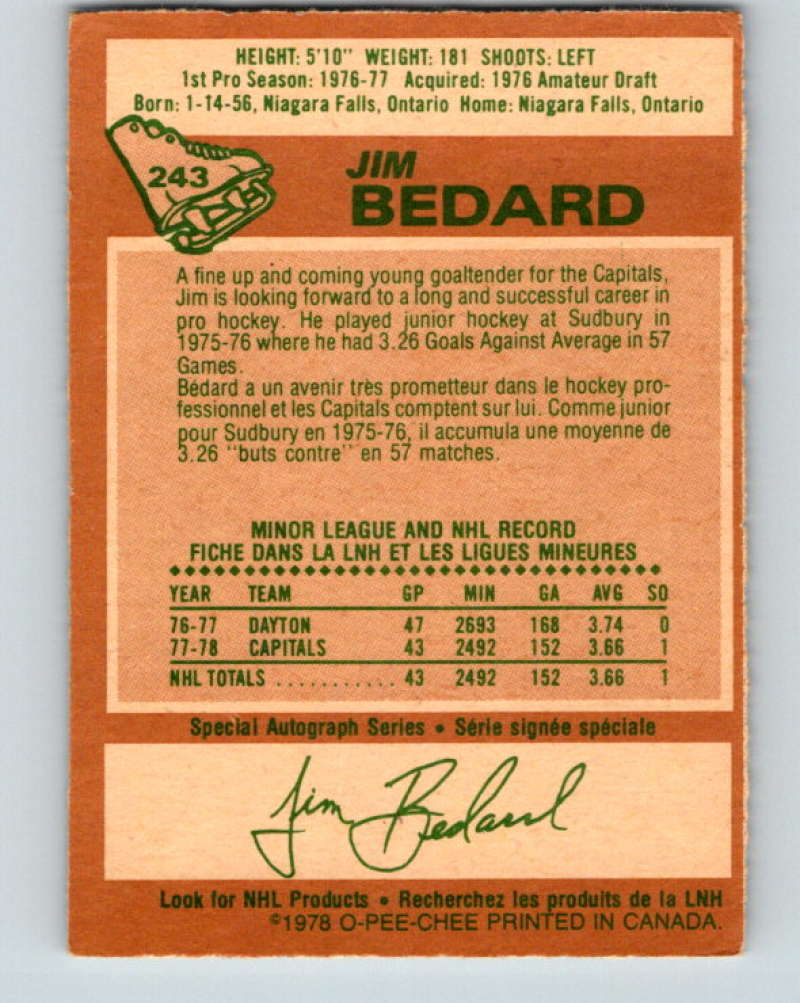 HEIGHT: 5'10" WEIGHT: 181 SHOOTS: LEFT
1st Pro Season: 1976-77 Acquired: 1976 Amateur Draft
Born: 1-14-56, Niagara Falls, Ontario Home: Niagara Falls, Ontario
243
JIM
BEDARD
A fine up and coming young goaltender for the Capitals,
Jim is looking forward to a long and successful career in
pro hockey. He played junior hockey at Sudbury in
1975-76 where he had 3.26 Goals Against Average in 57
Games.
Bédard a un avenir très prometteur dans le hockey pro-
fessionnel et les Capitals comptent sur lui. Comme junior
pour Sudbury en 1975-76, il accumula une moyenne de
3.26 "buts contre" en 57 matches.
MINOR LEAGUE AND NHL RECORD
FICHE DANS LA LNH ET LES LIGUES MINEURES
YEAR TEAM GP MIN GA AVG SO
76-77 DAYTON 47 2693 168 3.74 0
77-78 CAPITALS 43 2492 152 3.66 1
NHL TOTALS ........... 43 2492 152 3.66 1
Special Autograph Series • Série signée spéciale
Jim Bedard
Look for NHL Products • Recherchez les produits de la LNH
©1978 O-PEE-CHEE PRINTED IN CANADA.